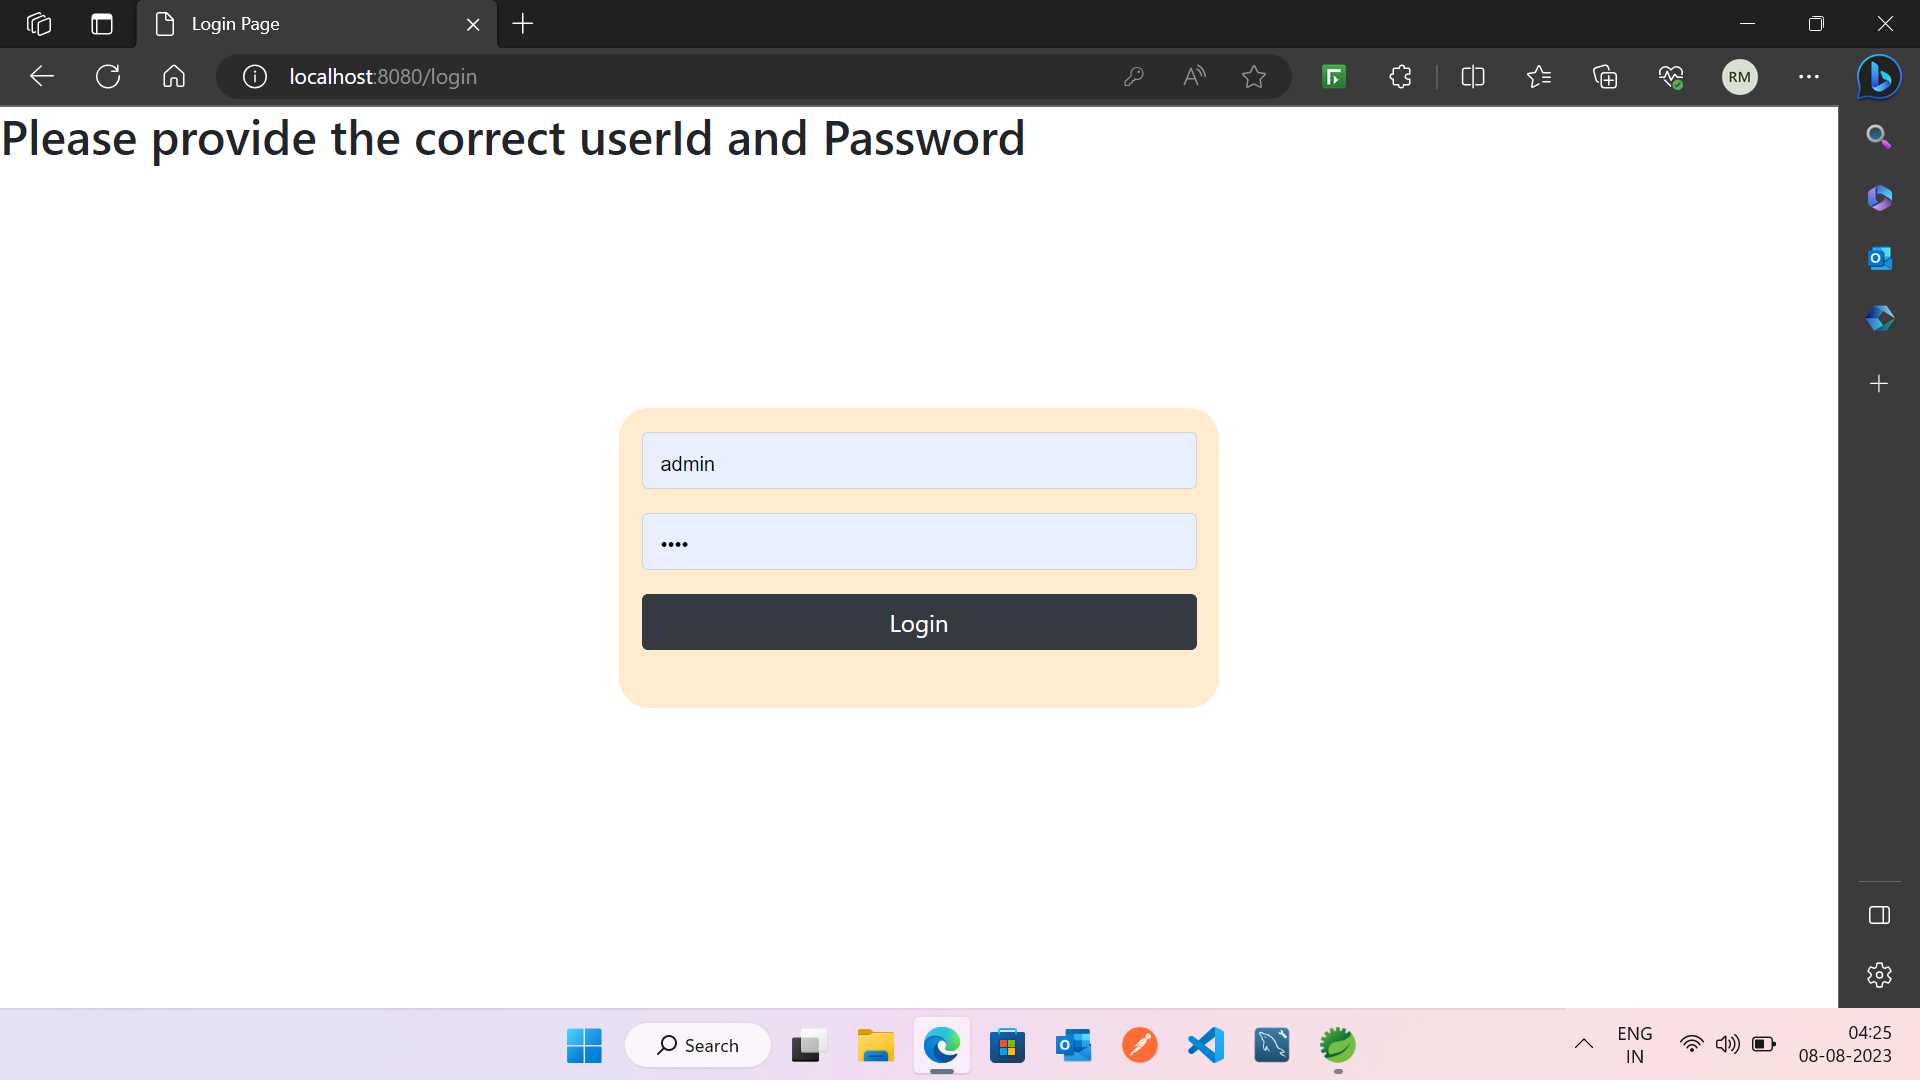 Login Page
localhost:8080/login
RM
Please provide the correct userId and Password
admin
••••
Login
Search
ENG
IN
04:25
08-08-2023